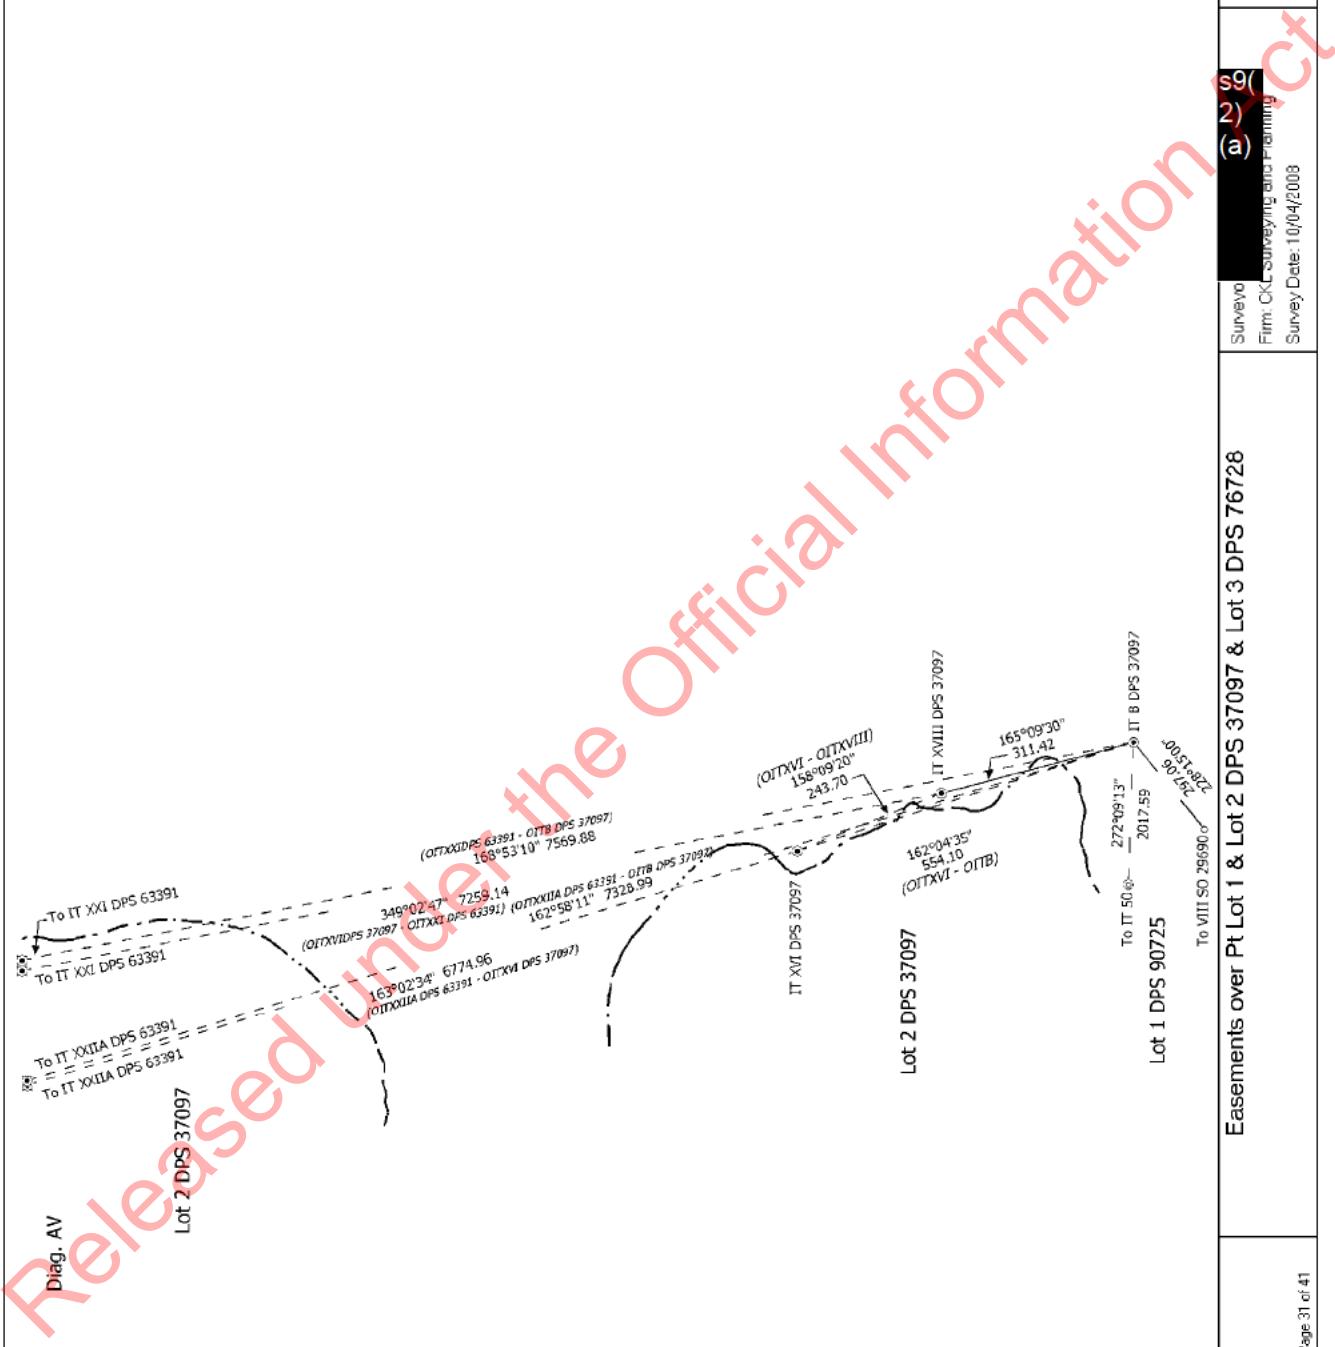 Diag. AV
To IT XXI DPS 63391
To IT XXI DPS 63391
To IT XXIIA DPS 63391
To IT XXIIA DPS 63391
Lot 2 DPS 37097
(OITXXIDPS 63391 - OITB DPS 37097)
168°53'10" 7569.88
349°02'47" 7259.14
(OITXVIDPS 37097 - OITXXI DPS 63391)
(OITXXIIA DPS 63391 - OITB DPS 37097)
162°58'11" 7328.99
163°02'34" 6774.96
(OITXXIIA DPS 63391 - OITXVI DPS 37097)
(OITXVI - OITXVIII)
158°09'20"
243.70
IT XVIII DPS 37097
165°09'30"
311.42
IT XVI DPS 37097
162°04'35"
554.10
(OITXVI - OITB)
Lot 2 DPS 37097
IT B DPS 37097
272°09'13"
2017.59
To IT 50
297.06
228°15'00"
To VIII SO 29690
Lot 1 DPS 90725
Easements over Pt Lot 1 & Lot 2 DPS 37097 & Lot 3 DPS 76728
Surveyo
Firm: CKL Surveying and Planning
Survey Date: 10/04/2008
s9(
2)
(a)
age 31 of 41
Released under the Official Information Act